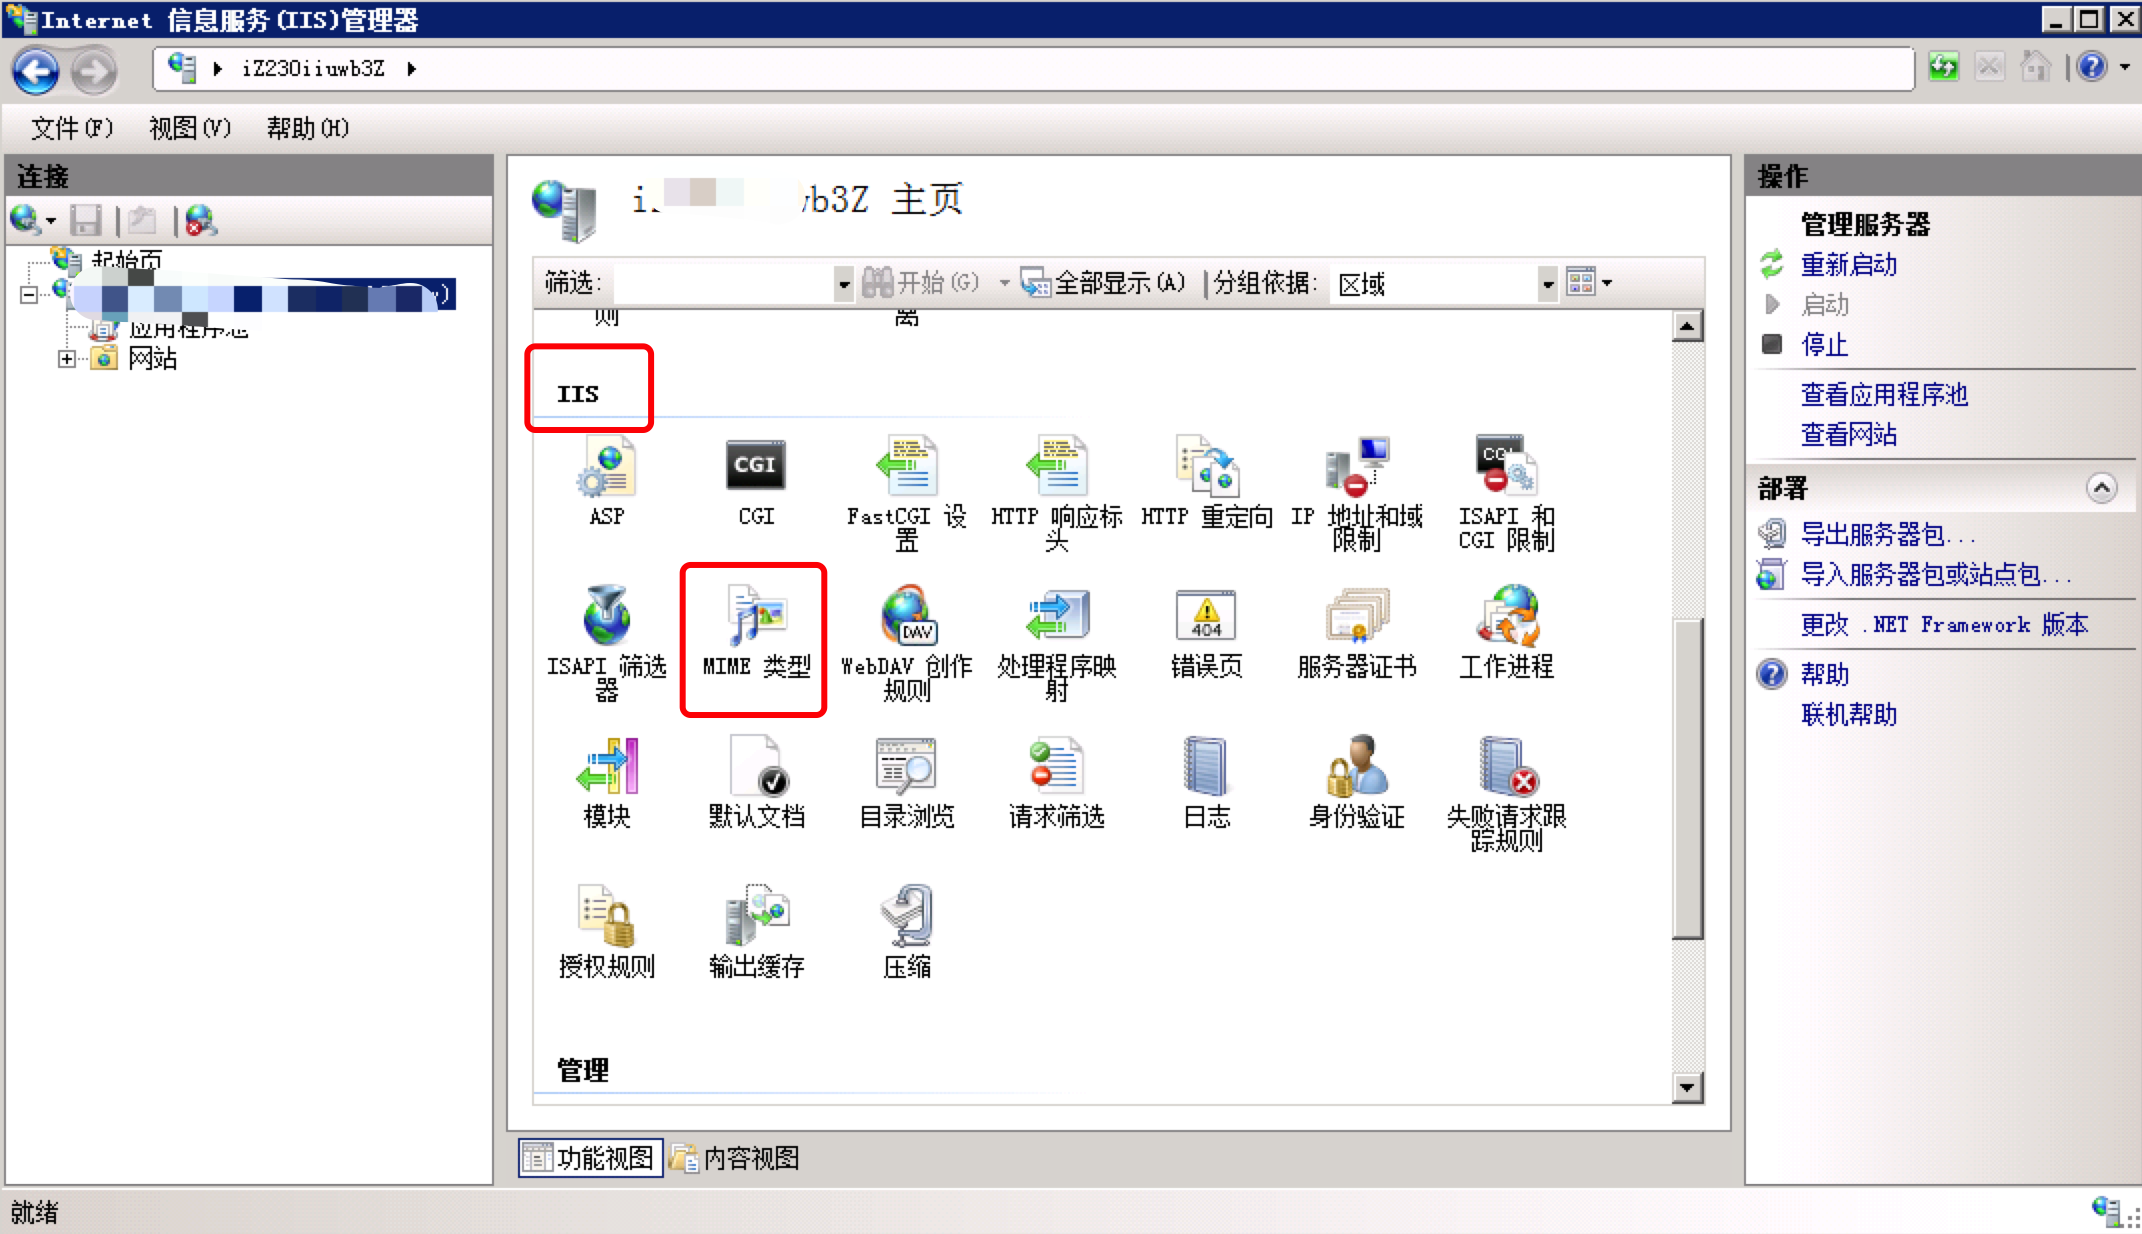 Internet 信息服务(IIS)管理器
iZ230iiuwb3Z
文件(F) 视图(V) 帮助(H)
连接
起始页
应用程序池
网站
wb3Z 主页
筛选: 开始(G) 全部显示(A) 分组依据: 区域
则 离
IIS
ASP
CGI
FastCGI 设
置
HTTP 响应标
头
HTTP 重定向
IP 地址和域
限制
ISAPI 和
CGI 限制
ISAPI 筛选
器
MIME 类型
WebDAV 创作
规则
处理程序映
射
错误页
服务器证书
工作进程
模块
默认文档
目录浏览
请求筛选
日志
身份验证
失败请求跟
踪规则
授权规则
输出缓存
压缩
管理
功能视图 内容视图
操作
管理服务器
重新启动
启动
停止
查看应用程序池
查看网站
部署
导出服务器包...
导入服务器包或站点包...
更改 .NET Framework 版本
帮助
联机帮助
就绪
CGI
CGI
DAV
404